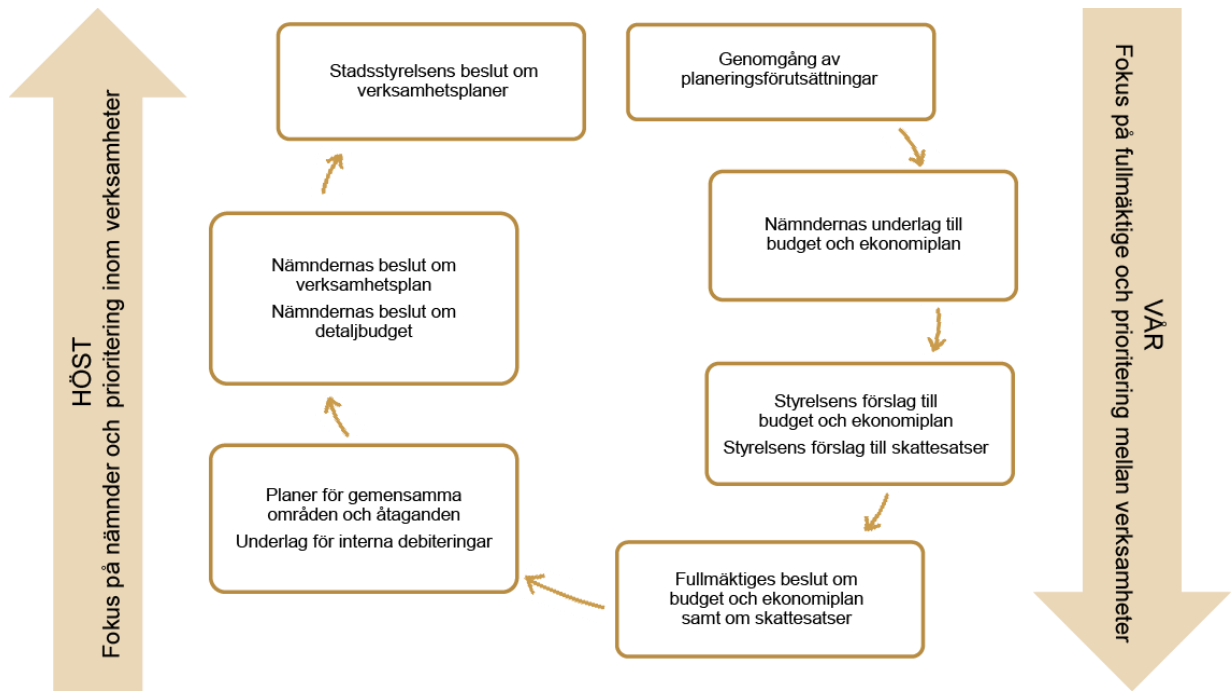 HÖST
Fokus på nämnder och prioritering inom verksamheter
Stadsstyrelsens beslut om
verksamhetsplaner
Genomgång av
planeringsförutsättningar
Nämndernas underlag till
budget och ekonomiplan
Nämndernas beslut om
verksamhetsplan
Nämndernas beslut om
detaljbudget
Styrelsens förslag till
budget och ekonomiplan
Styrelsens förslag till skattesatser
Planer för gemensamma
områden och åtaganden
Underlag för interna debiteringar
Fullmäktiges beslut om
budget och ekonomiplan
samt om skattesatser
VÅR
Fokus på fullmäktige och prioritering mellan verksamheter